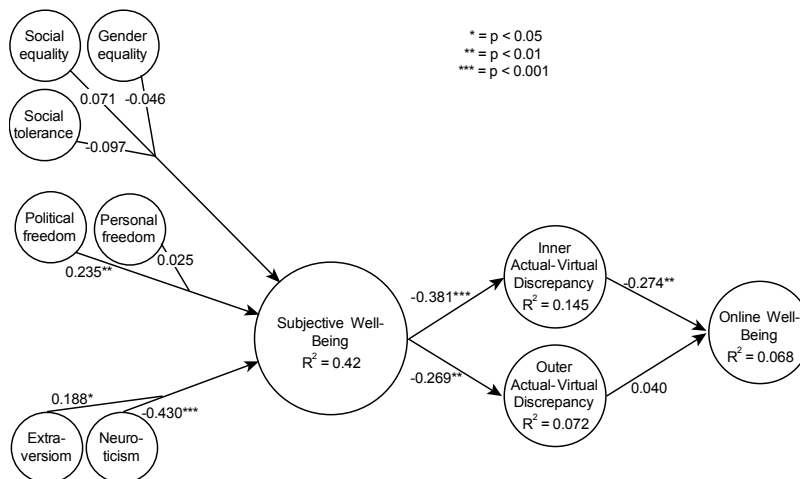 Social
equality
Gender
equality
* = p < 0.05
** = p < 0.01
*** = p < 0.001
0.071
-0.046
Social
tolerance
-0.097
Political
freedom
Personal
freedom
0.235**
0.025
Subjective Well-
Being
R² = 0.42
-0.381***
-0.269**
Inner
Actual-Virtual
Discrepancy
R² = 0.145
-0.274**
Outer
Actual-Virtual
Discrepancy
R² = 0.072
0.040
Online Well-
Being
R² = 0.068
0.188*
-0.430***
Extra-
versiom
Neuro-
ticism